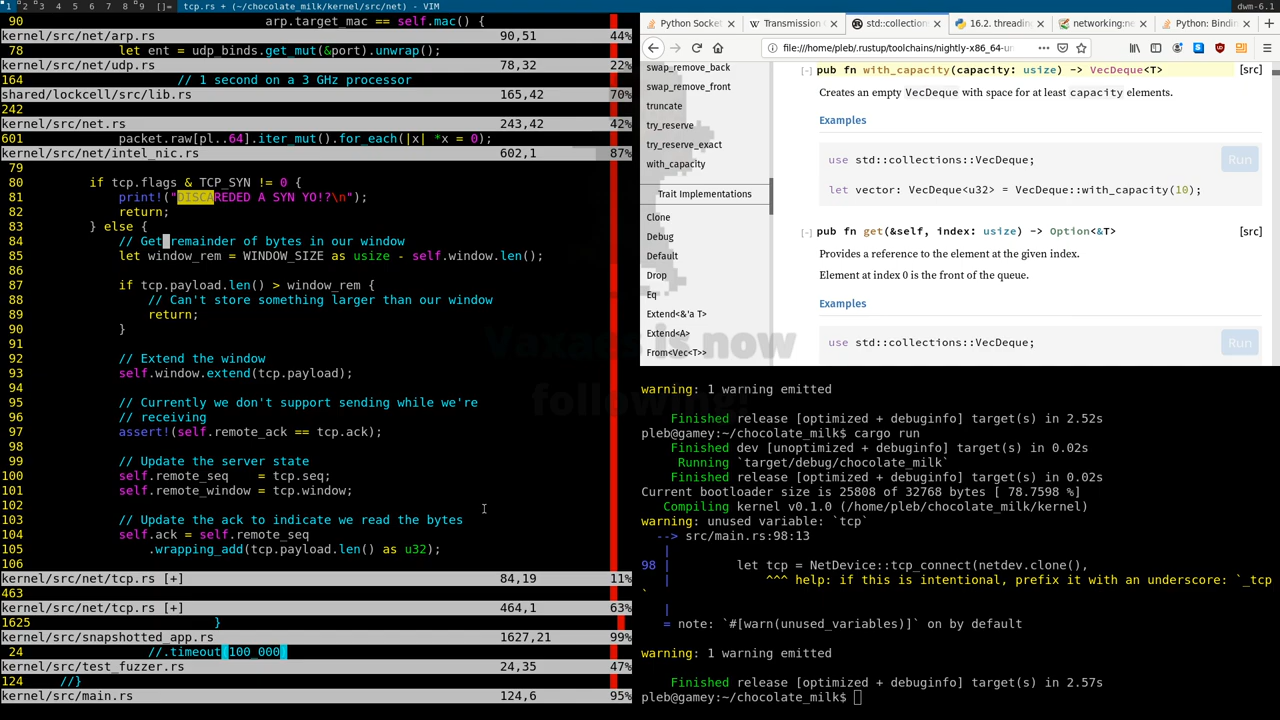 1 2 3 4 5 6 7 8 9 []= tcp.rs + (~/chocolate_milk/kernel/src/net) - VIM dwm-6.1
90 arp.target_mac == self.mac() {
kernel/src/net/arp.rs 90,51 44%
78 let ent = udp_binds.get_mut(&port).unwrap();
kernel/src/net/udp.rs 78,32 22%
164 // 1 second on a 3 GHz processor
shared/lockcell/src/lib.rs 165,42 70%
242
kernel/src/net.rs 243,42 42%
601 packet.raw[pl..64].iter_mut().for_each(|x| *x = 0);
kernel/src/net/intel_nic.rs 602,1 87%
79
80 if tcp.flags & TCP_SYN != 0 {
81 print!("DISCAREDED A SYN YO!?\n");
82 return;
83 } else {
84 // Get remainder of bytes in our window
85 let window_rem = WINDOW_SIZE as usize - self.window.len();
86
87 if tcp.payload.len() > window_rem {
88 // Can't store something larger than our window
89 return;
90 }
91
92 // Extend the window
93 self.window.extend(tcp.payload);
94
95 // Currently we don't support sending while we're
96 // receiving
97 assert!(self.remote_ack == tcp.ack);
98
99 // Update the server state
100 self.remote_seq = tcp.seq;
101 self.remote_window = tcp.window;
102
103 // Update the ack to indicate we read the bytes
104 self.ack = self.remote_seq
105 .wrapping_add(tcp.payload.len() as u32);
106
kernel/src/net/tcp.rs [+] 84,19 11%
463
kernel/src/net/tcp.rs [+] 464,1 63%
1625 }
kernel/src/snapshotted_app.rs 1627,21 99%
24 //.timeout(100_000)
kernel/src/test_fuzzer.rs 24,35 47%
124 //}
kernel/src/main.rs 124,6 95%
Python Socket
Transmission C
std::collection
16.2. threading
networking:ne
Python: Bindin
file:///home/pleb/.rustup/toolchains/nightly-x86_64-u
swap_remove_back
swap_remove_front
truncate
try_reserve
try_reserve_exact
with_capacity
Trait Implementations
Clone
Debug
Default
Drop
Eq
Extend<&'a T>
Extend<A>
From<Vec<T>>
[-] pub fn with_capacity(capacity: usize) -> VecDeque<T> [src]
Creates an empty VecDeque with space for at least capacity elements.
Examples
use std::collections::VecDeque; Run
let vector: VecDeque<u32> = VecDeque::with_capacity(10);
[-] pub fn get(&self, index: usize) -> Option<&T> [src]
Provides a reference to the element at the given index.
Element at index 0 is the front of the queue.
Examples
use std::collections::VecDeque; Run
is now
warning: 1 warning emitted
Finished release [optimized + debuginfo] target(s) in 2.52s
pleb@gamey:~/chocolate_milk$ cargo run
Finished dev [unoptimized + debuginfo] target(s) in 0.02s
Running `target/debug/chocolate_milk`
Finished release [optimized + debuginfo] target(s) in 0.02s
Current bootloader size is 25808 of 32768 bytes [ 78.7598 %]
Compiling kernel v0.1.0 (/home/pleb/chocolate_milk/kernel)
warning: unused variable: `tcp`
--> src/main.rs:98:13
|
98 | let tcp = NetDevice::tcp_connect(netdev.clone(),
| ^^^ help: if this is intentional, prefix it with an underscore: `_tcp
`
|
= note: `#[warn(unused_variables)]` on by default
warning: 1 warning emitted
Finished release [optimized + debuginfo] target(s) in 2.57s
pleb@gamey:~/chocolate_milk$